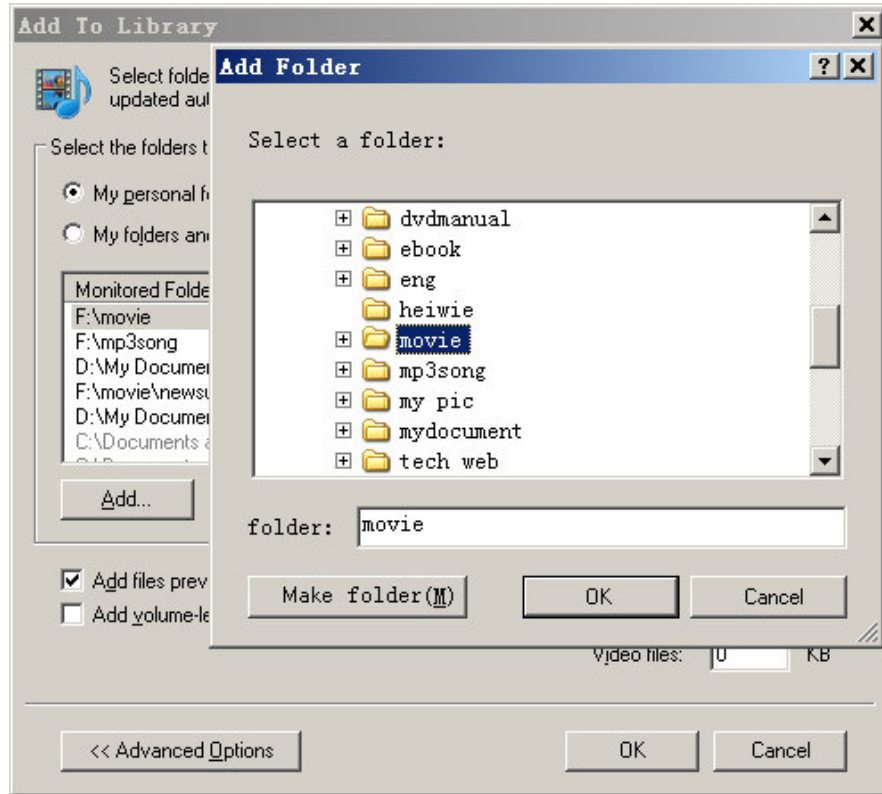 Add To Library
Add Folder
Select folde
updated aut
Select the folders t
My personal f
My folders and
Monitored Folde
F:\movie
F:\mp3song
D:\My Documen
F:\movie\newsu
D:\My Documen
C:\Documents a
Add...
Add files prev
Add volume-le
Select a folder:
dvdmanual
ebook
eng
heiwie
movie
mp3song
my pic
mydocument
tech web
folder: movie
Make folder(M) OK Cancel
Video files: 0 KB
<< Advanced Options OK Cancel